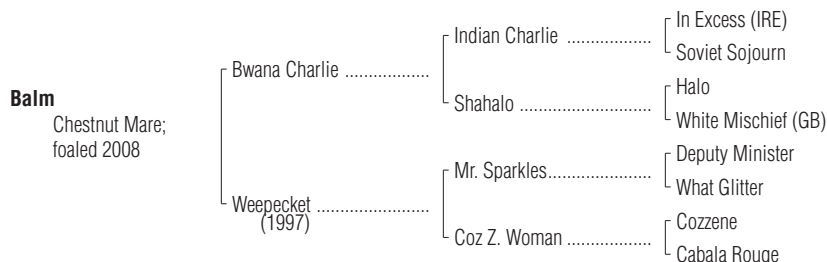 Balm
Chestnut Mare;
foaled 2008
Bwana Charlie ....................
Weepecket ...........................
(1997)
Indian Charlie ....................
Shahalo ................................
Mr. Sparkles.........................
Coz Z. Woman ....................
In Excess (IRE)
Soviet Sojourn
Halo
White Mischief (GB)
Deputy Minister
What Glitter
Cozzene
Cabala Rouge